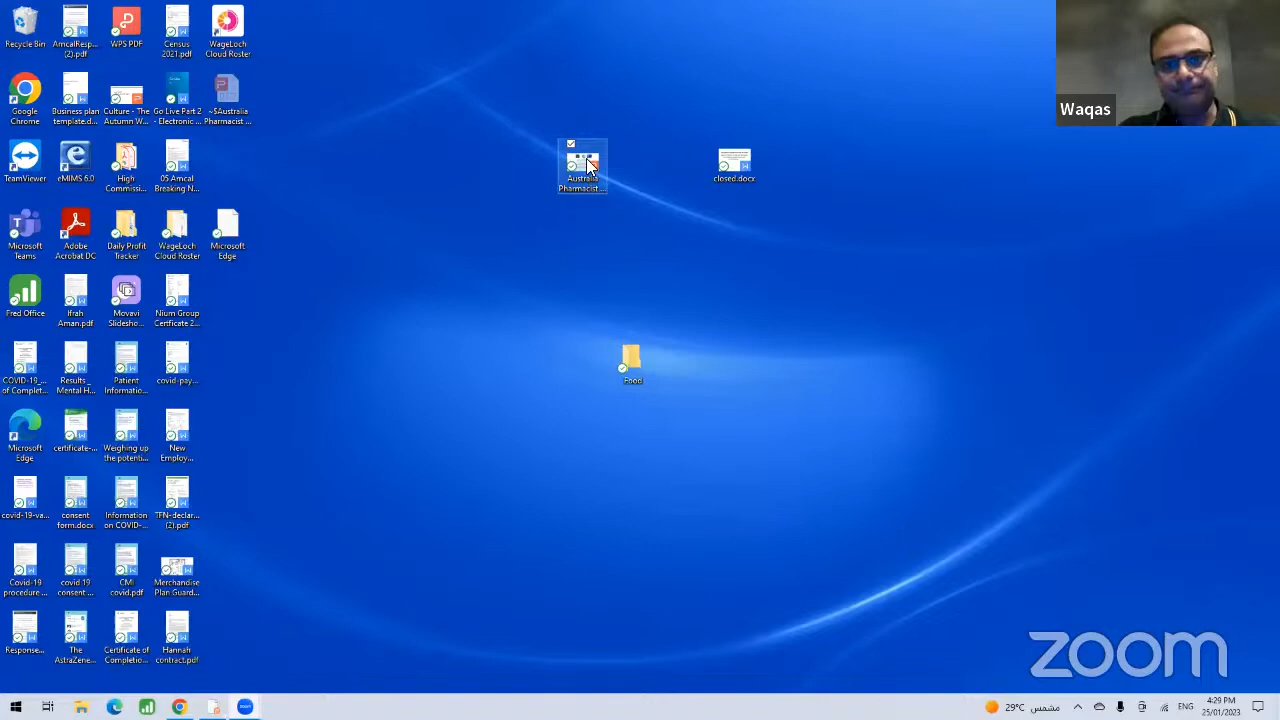 Recycle Bin
AmcalResp...
(2).pdf
WPS PDF
Census
2021.pdf
WageLoch
Cloud Roster
Google
Chrome
Business plan
template.d...
Culture - The
Autumn W...
Go Live Part 2
- Electronic ...
~$Australia
Pharmacist ...
TeamViewer
eMIMS 6.0
High
Commissi...
05 Amcal
Breaking N...
Australia
Pharmacist ...
closed.docx
Microsoft
Teams
Adobe
Acrobat DC
Daily Profit
Tracker
WageLoch
Cloud Roster
Microsoft
Edge
Fred Office
Ifrah
Aman.pdf
Movavi
Slidesho...
Nium Group
Certficate 2...
COVID-19_...
of Complet...
Results _
Mental H...
Patient
Informatio...
covid-pay...
Food
Microsoft
Edge
certificate-...
Weighing up
the potenti...
New
Employ...
covid-19-va...
consent
form.docx
Information
on COVID-...
TFN-declar...
(2).pdf
Covid-19
procedure ...
covid 19
consent ...
CMI
covid.pdf
Merchandise
Plan Guard...
Response...
The
AstraZene...
Certificate of
Completio...
Hannah
contract.pdf
Waqas
zoom
zoom
29°C مشمس
ENG
4:29 PM
25/01/2023